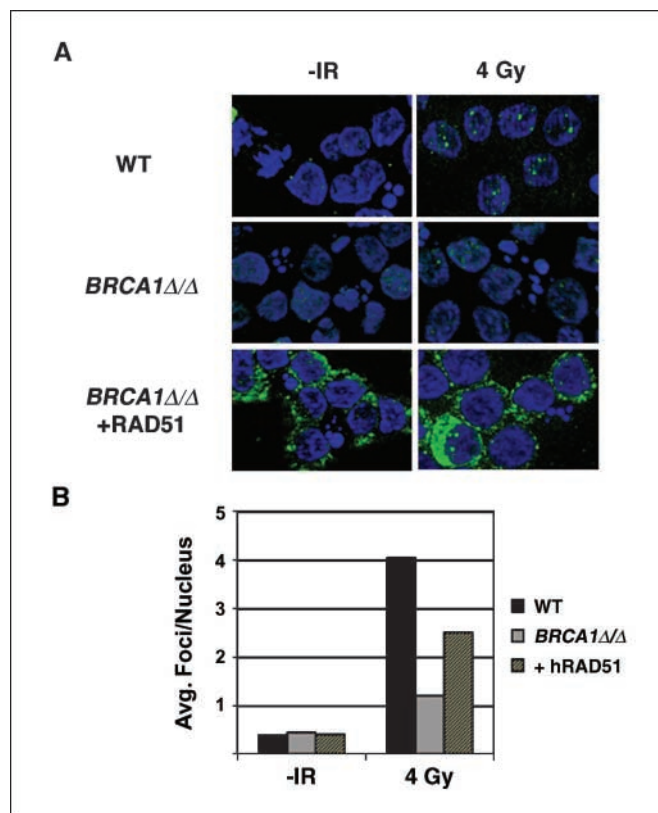 A
-IR
4 Gy
WT
BRCA1Δ/Δ
BRCA1Δ/Δ
+RAD51
B
5
4
3
2
1
Avg. Foci/Nucleus
-IR
4 Gy
WT
BRCA1Δ/Δ
+ hRAD51